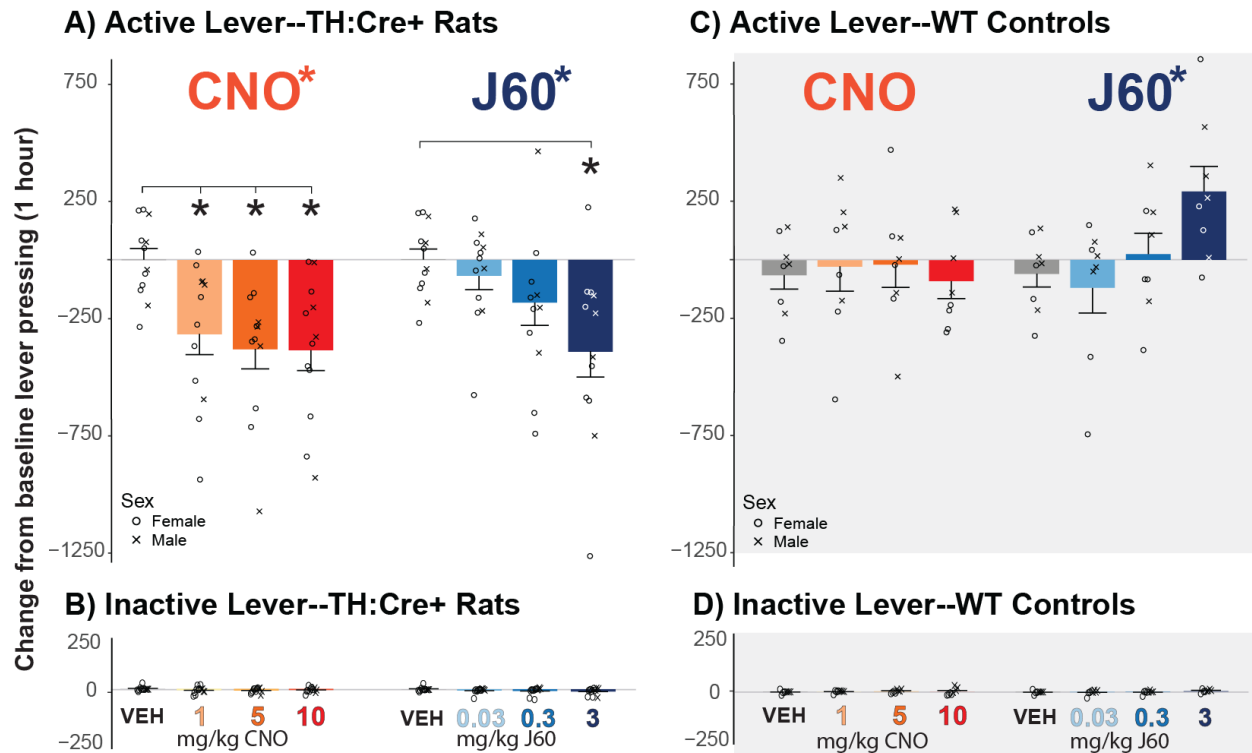 A) Active Lever--TH:Cre+ Rats
C) Active Lever--WT Controls
Change from baseline lever pressing (1 hour)
750
250
−250
−750
−1250
CNO*
J60*
*
*
*
*
Sex
Female
Male
750
250
−250
−750
−1250
CNO
J60*
Sex
Female
Male
B) Inactive Lever--TH:Cre+ Rats
D) Inactive Lever--WT Controls
250
0
−250
VEH 1 5 10
mg/kg CNO
VEH 0.03 0.3 3
mg/kg J60
250
0
−250
VEH 1 5 10
mg/kg CNO
VEH 0.03 0.3 3
mg/kg J60